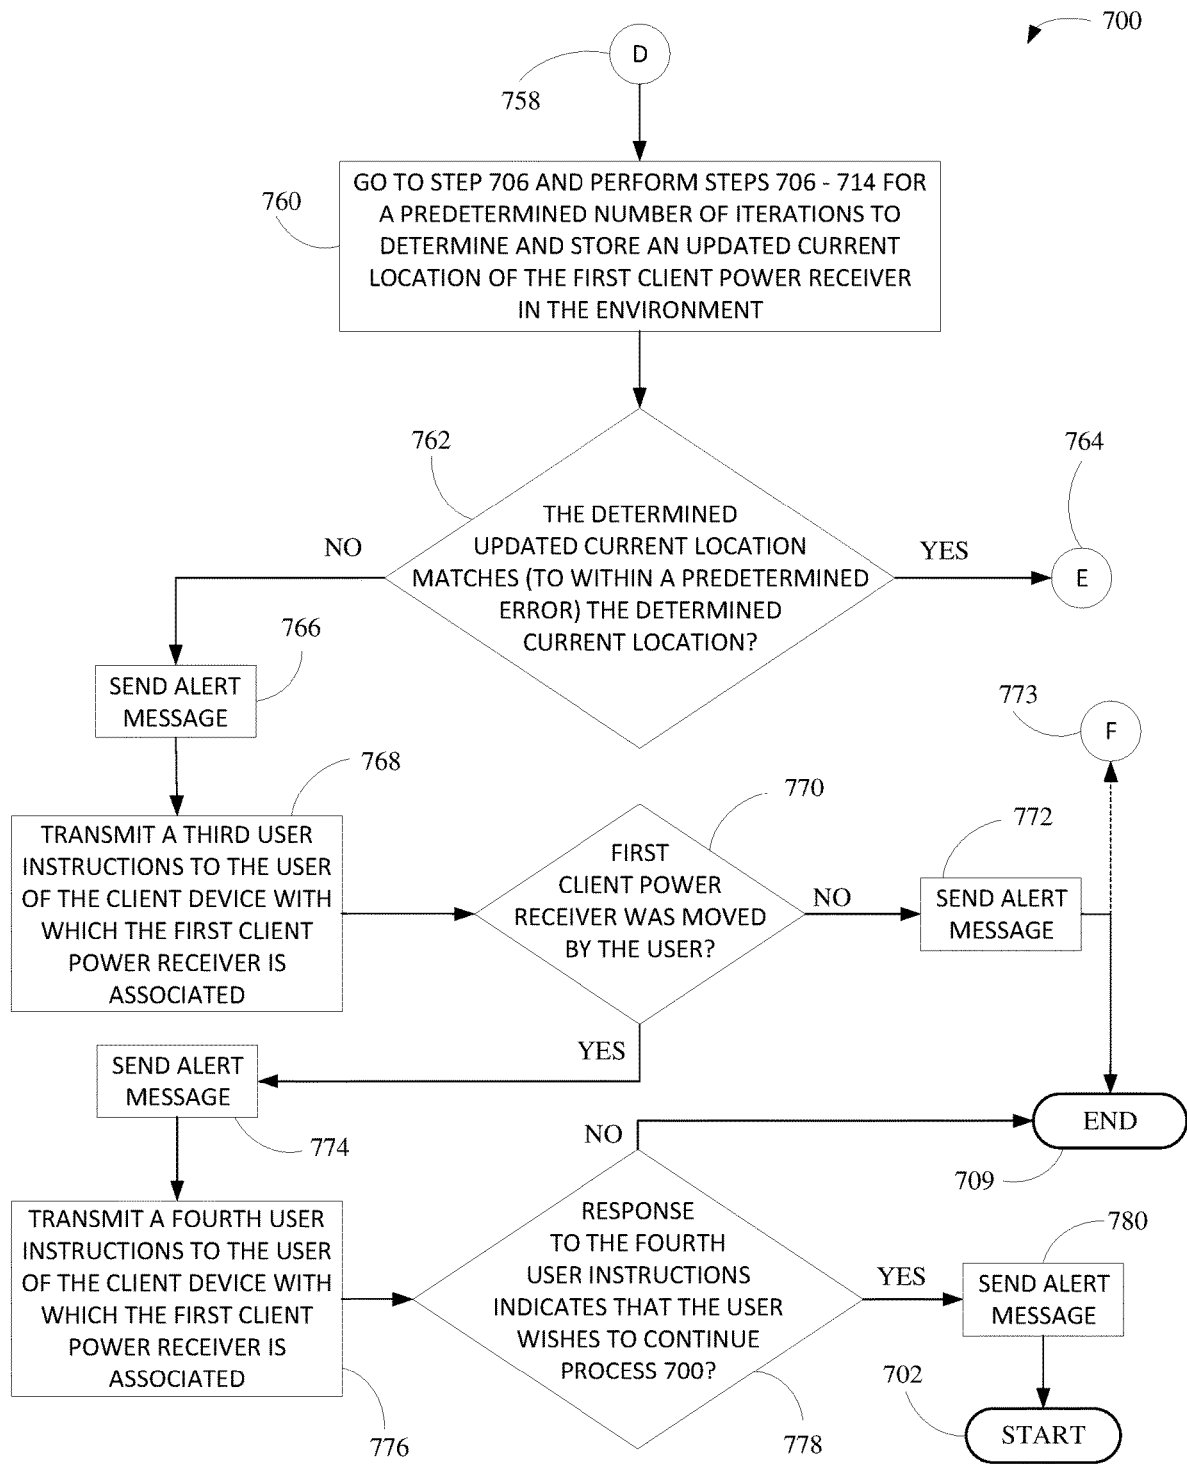 700
D
758
GO TO STEP 706 AND PERFORM STEPS 706 - 714 FOR
A PREDETERMINED NUMBER OF ITERATIONS TO
DETERMINE AND STORE AN UPDATED CURRENT
LOCATION OF THE FIRST CLIENT POWER RECEIVER
IN THE ENVIRONMENT
760
762
THE DETERMINED
UPDATED CURRENT LOCATION
MATCHES (TO WITHIN A PREDETERMINED
ERROR) THE DETERMINED
CURRENT LOCATION?
NO
YES
764
E
766
SEND ALERT
MESSAGE
773
F
768
TRANSMIT A THIRD USER
INSTRUCTIONS TO THE USER
OF THE CLIENT DEVICE WITH
WHICH THE FIRST CLIENT
POWER RECEIVER IS
ASSOCIATED
770
FIRST
CLIENT POWER
RECEIVER WAS MOVED
BY THE USER?
NO
772
SEND ALERT
MESSAGE
YES
SEND ALERT
MESSAGE
774
NO
END
709
TRANSMIT A FOURTH USER
INSTRUCTIONS TO THE USER
OF THE CLIENT DEVICE WITH
WHICH THE FIRST CLIENT
POWER RECEIVER IS
ASSOCIATED
776
RESPONSE
TO THE FOURTH
USER INSTRUCTIONS
INDICATES THAT THE USER
WISHES TO CONTINUE
PROCESS 700?
778
YES
780
SEND ALERT
MESSAGE
702
START